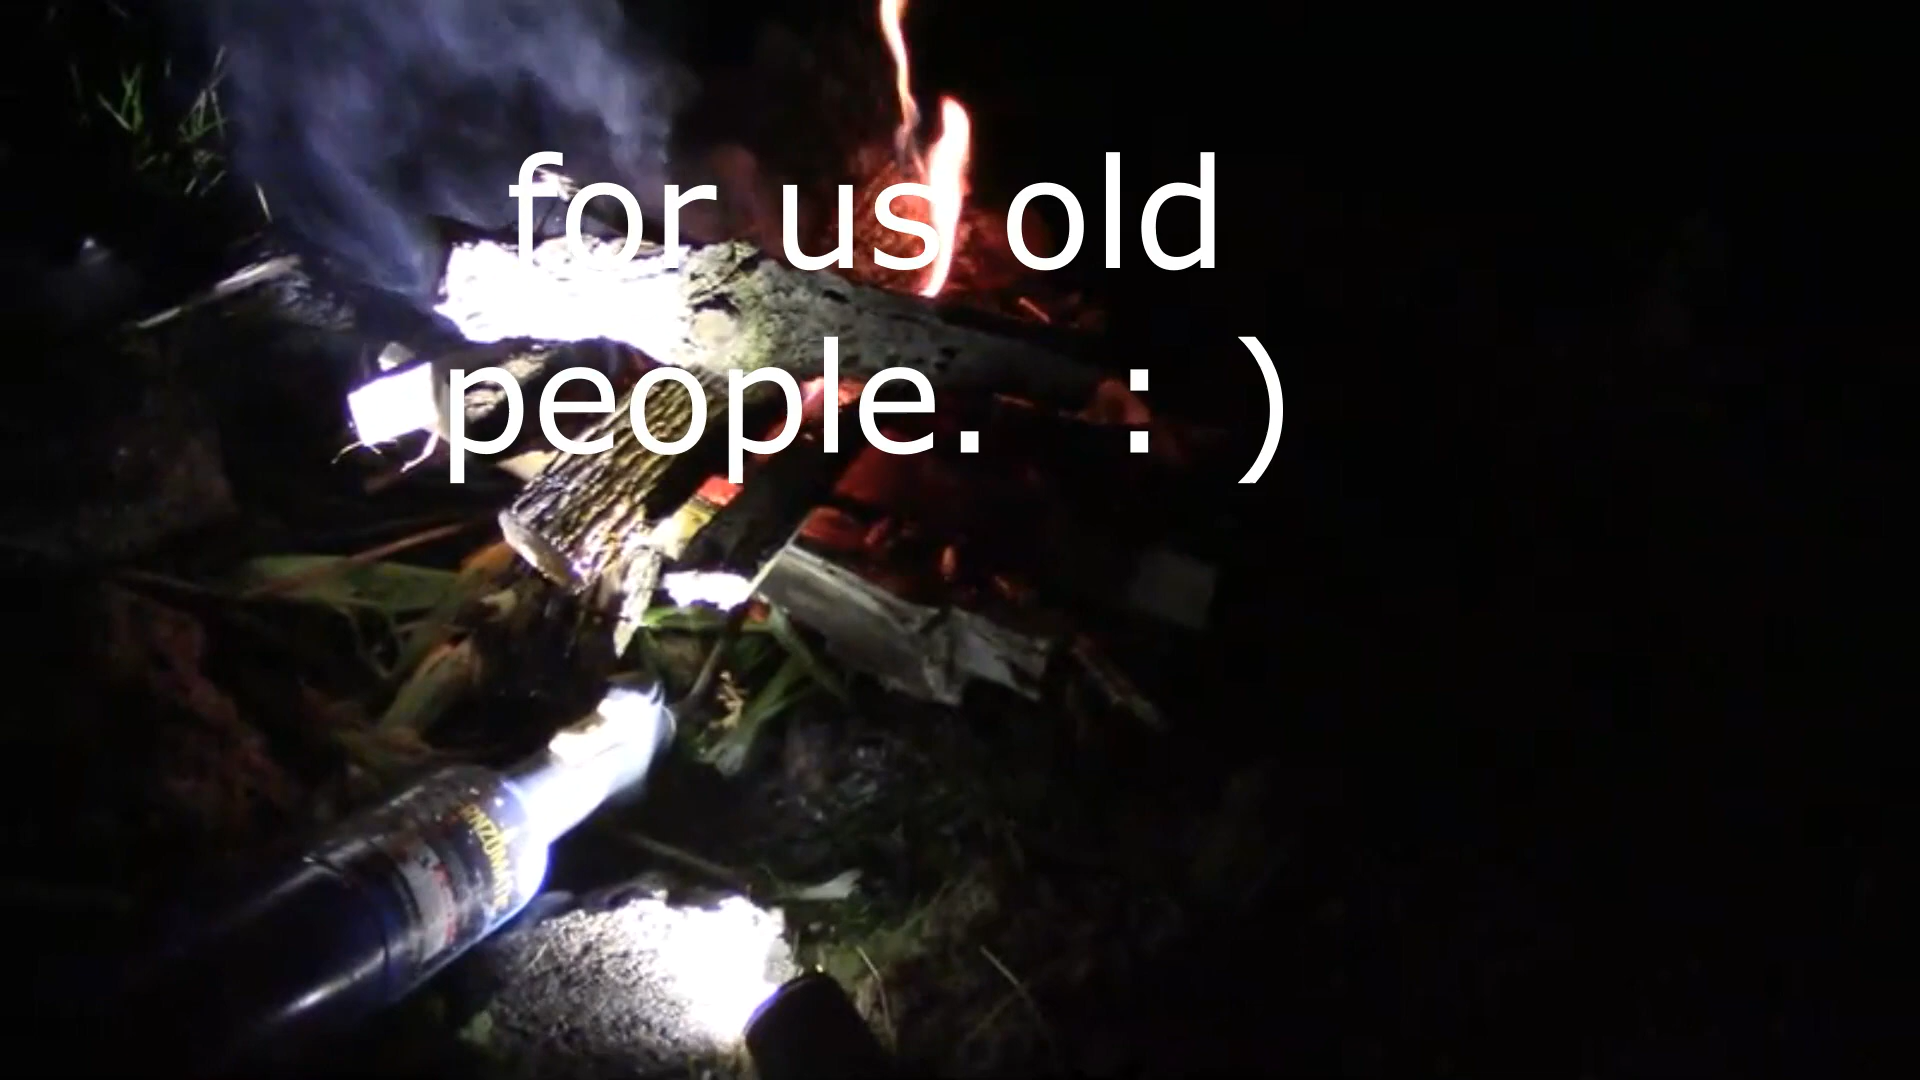 for us old
people.  : )